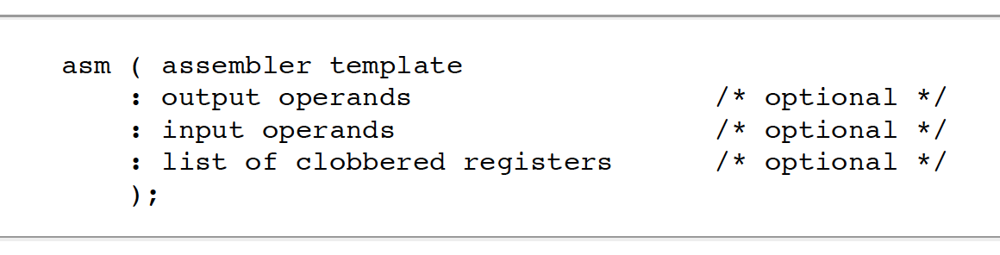 asm ( assembler template
: output operands /* optional */
: input operands /* optional */
: list of clobbered registers /* optional */
);